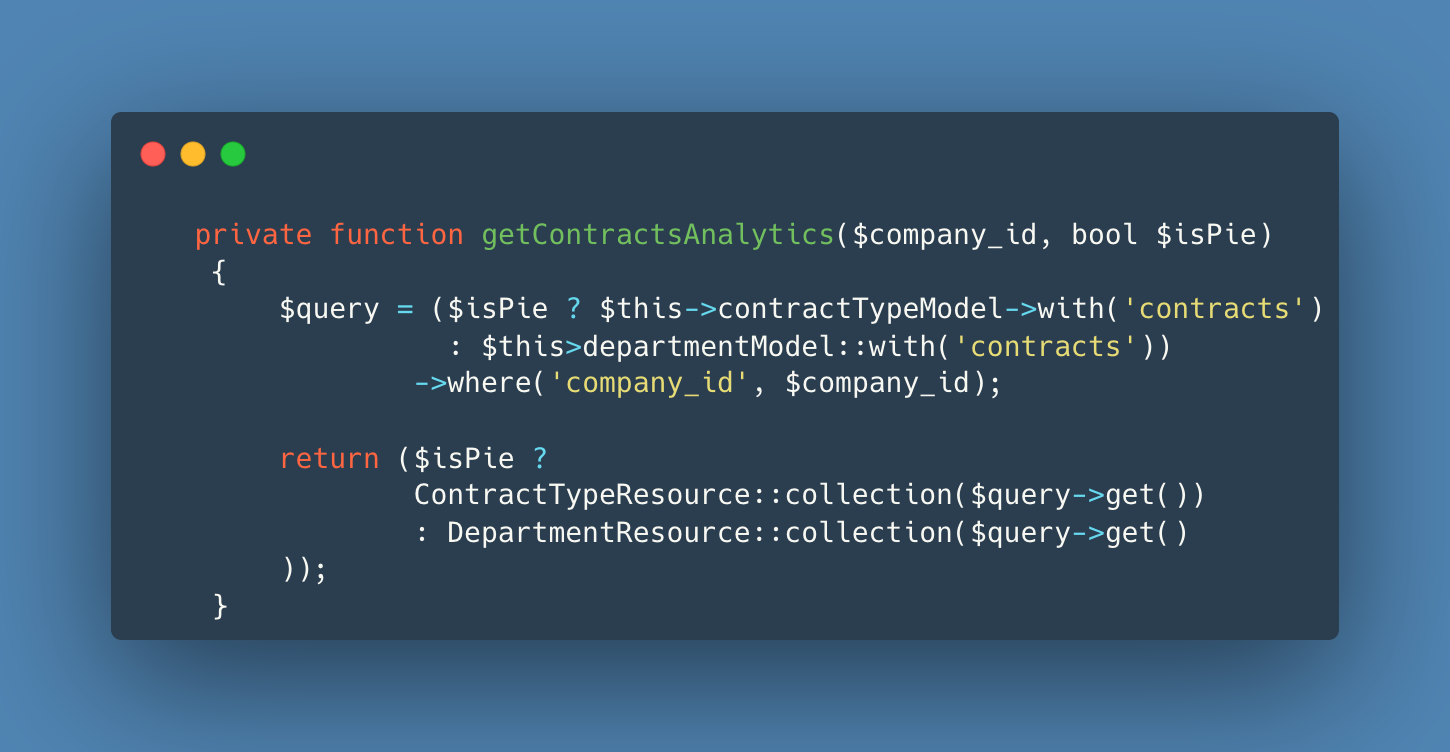 private function getContractsAnalytics($company_id, bool $isPie)
{
$query = ($isPie ? $this->contractTypeModel->with('contracts')
: $this>departmentModel::with('contracts'))
->where('company_id', $company_id);
return ($isPie ?
ContractTypeResource::collection($query->get())
: DepartmentResource::collection($query->get()
));
}